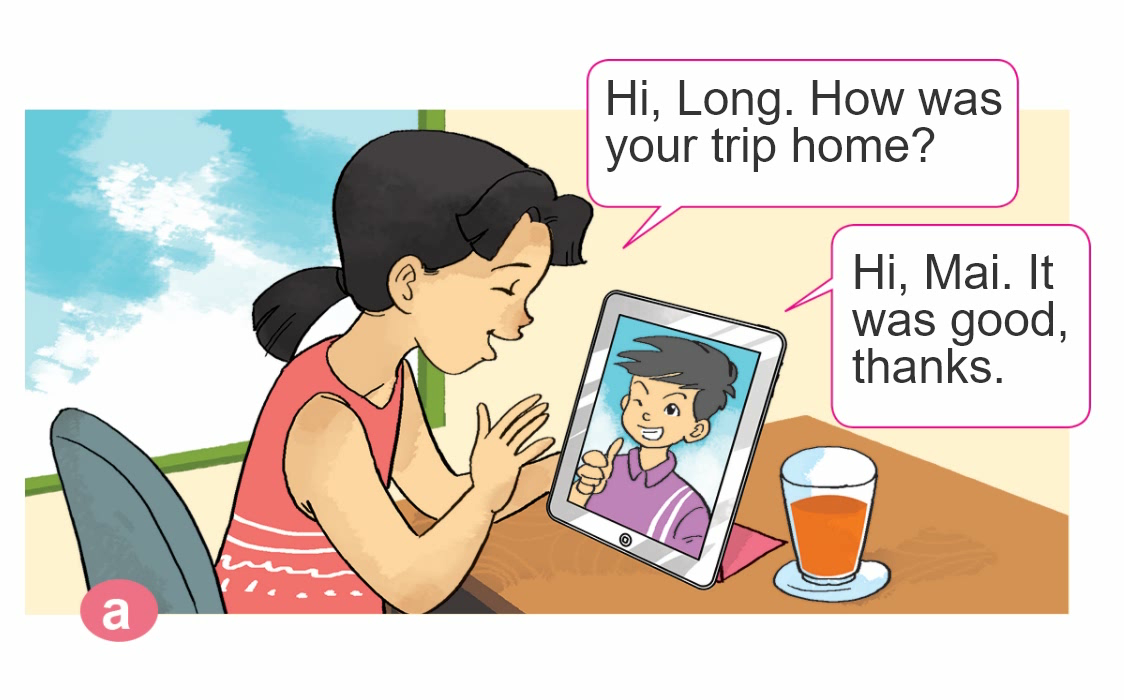 Hi, Long. How was
your trip home?
Hi, Mai. It
was good,
thanks.
a